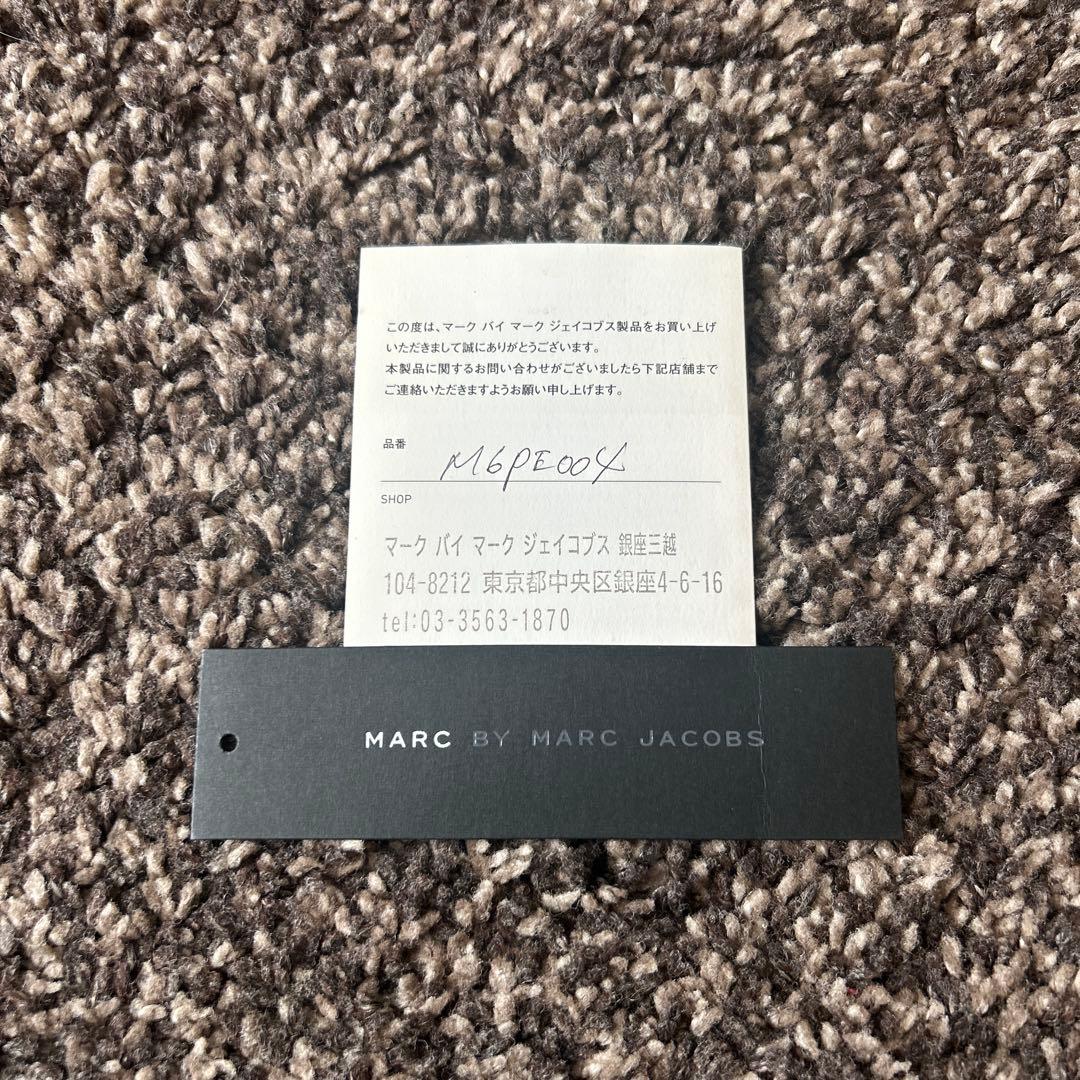 この度は、マーク バイ マーク ジェイコブス製品をお買い上げ
いただきまして誠にありがとうございます。
本製品に関するお問い合わせがございましたら下記店舗まで
ご連絡いただきますようお願い申し上げます。
品番
M6PE004
SHOP
マーク バイ マーク ジェイコブス 銀座三越
104-8212 東京都中央区銀座4-6-16
tel:03-3563-1870
MARC BY MARC JACOBS